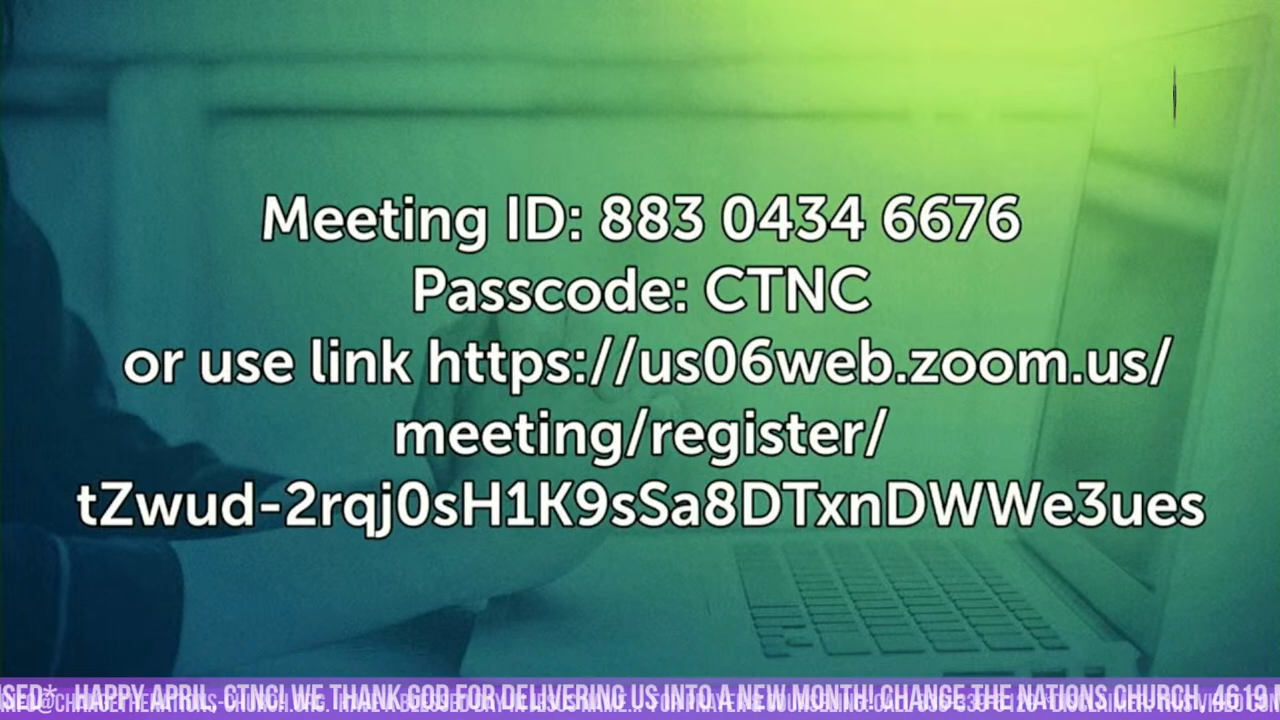 Meeting ID: 883 0434 6676
Passcode: CTNC
or use link https://us06web.zoom.us/
meeting/register/
tZwud-2rqj0sH1K9sSa8DTxnDWWe3ues
HAPPY APRIL, CTNC! WE THANK GOD FOR DELIVERING US INTO A NEW MONTH! CHANGE THE NATIONS CHURCH, 4619